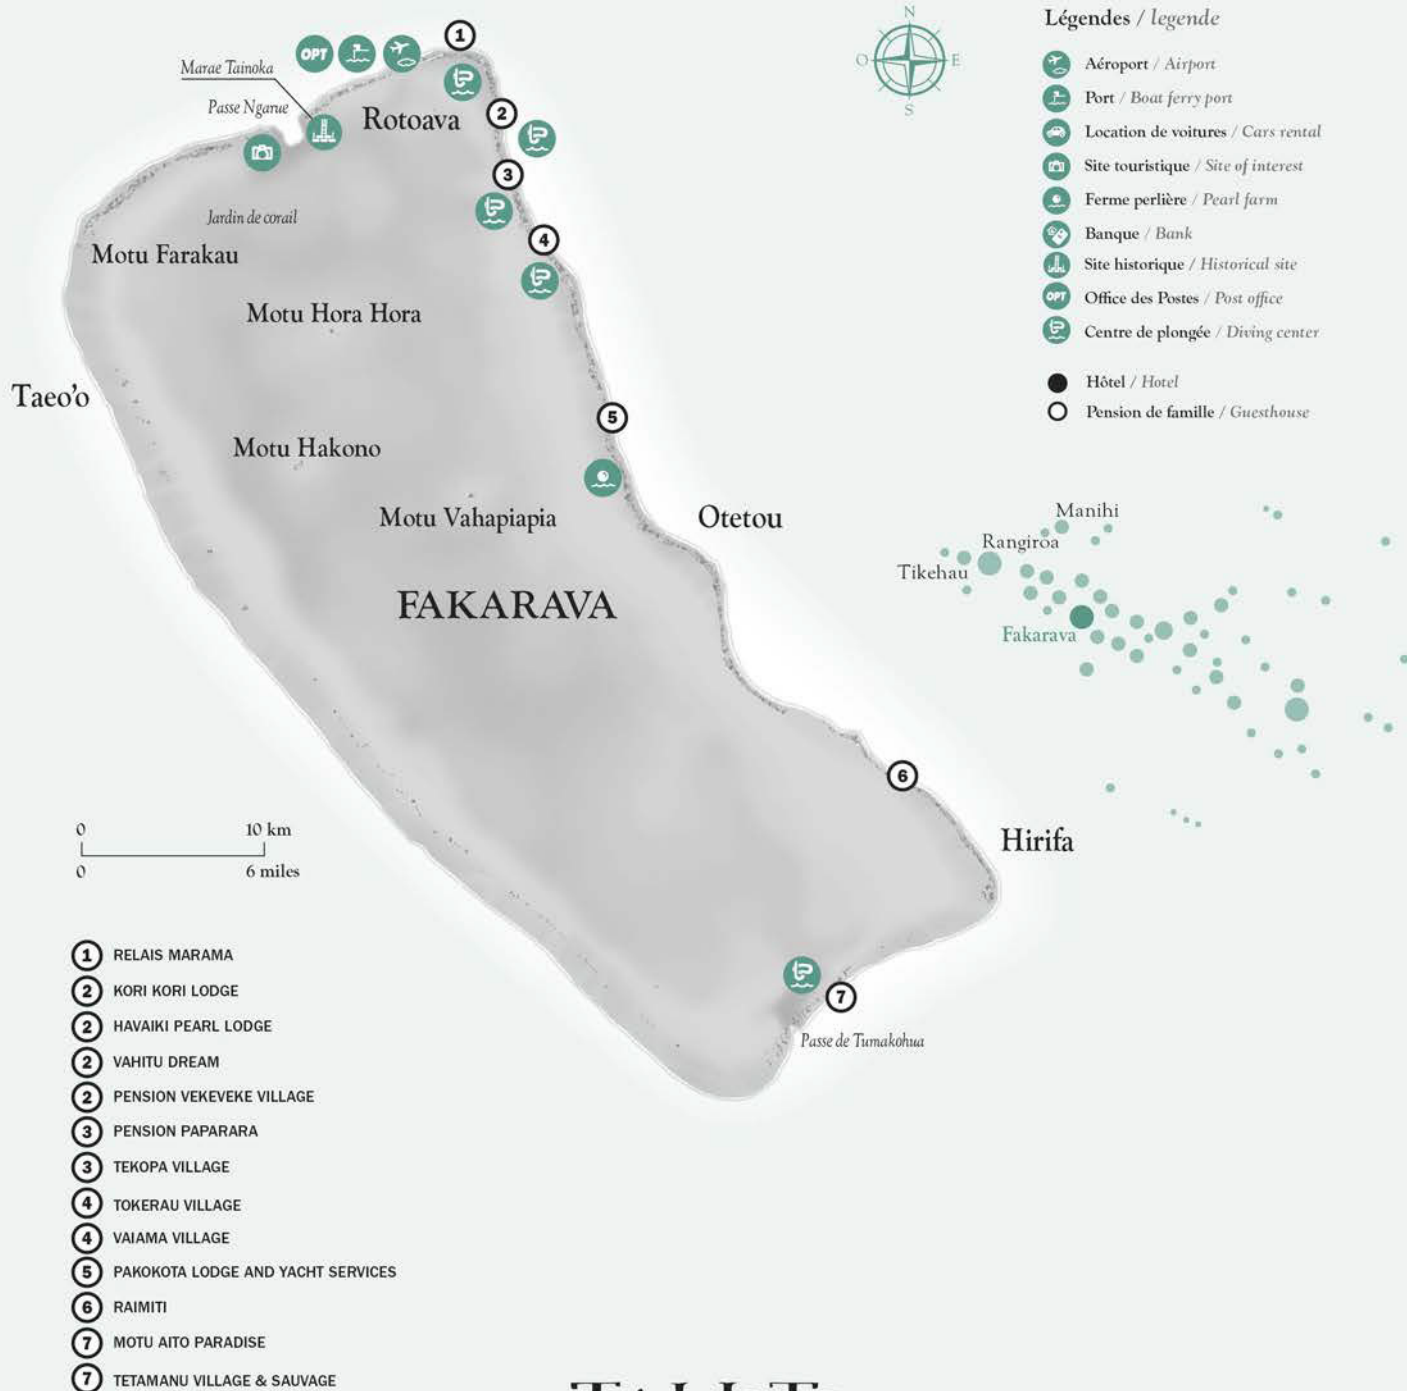 Légendes / legende
Aéroport / Airport
Port / Boat ferry port
Location de voitures / Cars rental
Site touristique / Site of interest
Ferme perlière / Pearl farm
Banque / Bank
Site historique / Historical site
OPT Office des Postes / Post office
Centre de plongée / Diving center
Hôtel / Hotel
Pension de famille / Guesthouse
N
O E
S
OPT
1
Marae Tainoka
Passe Ngarue
Rotoava
2
3
4
Jardin de corail
Motu Farakau
Motu Hora Hora
Taeo'o
5
Motu Hakono
Motu Vahapiapia
Otetou
FAKARAVA
Manihi
Rangiroa
Tikehau
Fakarava
6
Hirifa
0 10 km
0 6 miles
7
Passe de Tumakohua
1 RELAIS MARAMA
2 KORI KORI LODGE
2 HAVAIKI PEARL LODGE
2 VAHITU DREAM
2 PENSION VEKEVEKE VILLAGE
3 PENSION PAPARARA
3 TEKOPA VILLAGE
4 TOKERAU VILLAGE
4 VAIAMA VILLAGE
5 PAKOKOTA LODGE AND YACHT SERVICES
6 RAIMITI
7 MOTU AITO PARADISE
7 TETAMANU VILLAGE & SAUVAGE